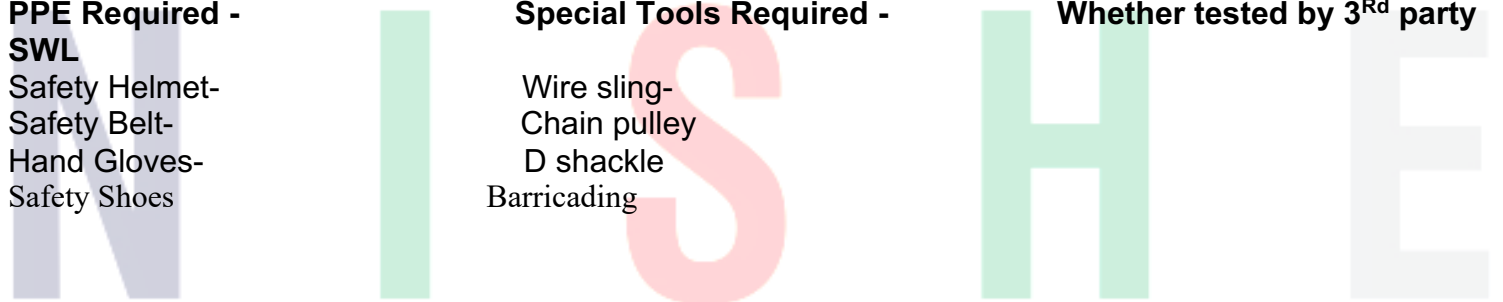 PPE Required - Special Tools Required - Whether tested by 3Rd party
SWL
Safety Helmet- Wire sling-
Safety Belt- Chain pulley
Hand Gloves- D shackle
Safety Shoes Barricading
N I S H E